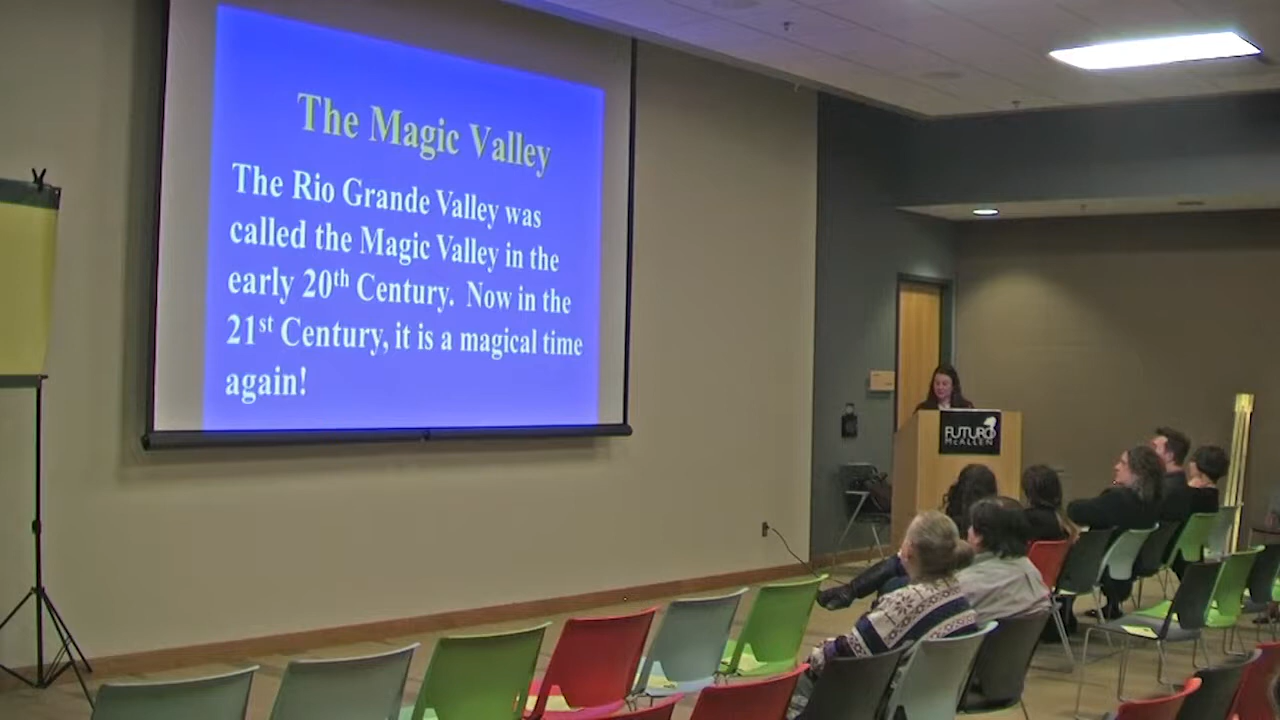 The Magic Valley
The Rio Grande Valley was
called the Magic Valley in the
early 20th Century. Now in the
21st Century, it is a magical time
again!
FUTURO
McALLEN